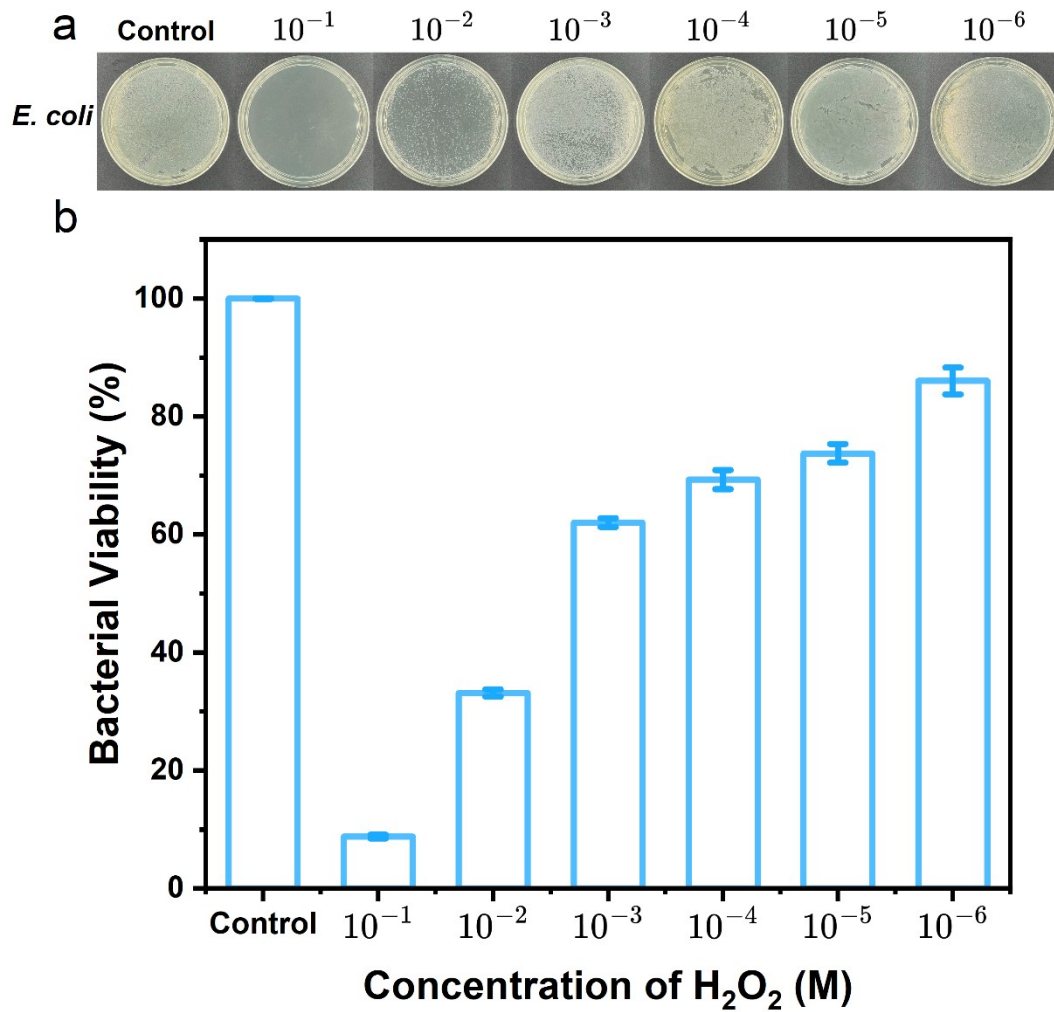 a Control 10⁻¹ 10⁻² 10⁻³ 10⁻⁴ 10⁻⁵ 10⁻⁶
E. coli
b
100
80
60
40
20
0
Bacterial Viability (%)
Control 10⁻¹ 10⁻² 10⁻³ 10⁻⁴ 10⁻⁵ 10⁻⁶
Concentration of H₂O₂ (M)